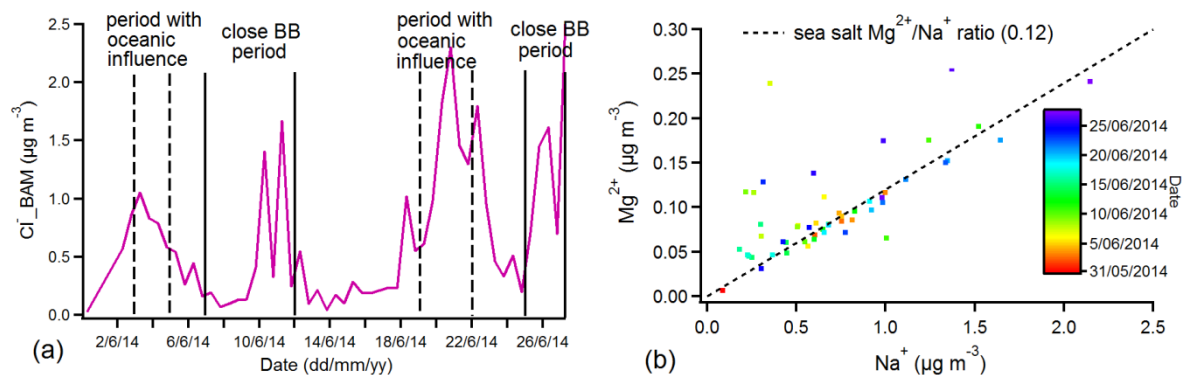 period with
oceanic
influence
close BB
period
period with
oceanic
influence
close BB
period
Cl⁻_BAM (µg m⁻³)
2.5
2.0
1.5
1.0
0.5
0.0
2/6/14 6/6/14 10/6/14 14/6/14 18/6/14 22/6/14 26/6/14
Date (dd/mm/yy)
(a)
sea salt Mg²⁺/Na⁺ ratio (0.12)
Mg²⁺ (µg m⁻³)
0.30
0.25
0.20
0.15
0.10
0.05
0.00
0.0 0.5 1.0 1.5 2.0 2.5
Na⁺ (µg m⁻³)
25/06/2014
20/06/2014
15/06/2014
10/06/2014
5/06/2014
31/05/2014
Date
(b)